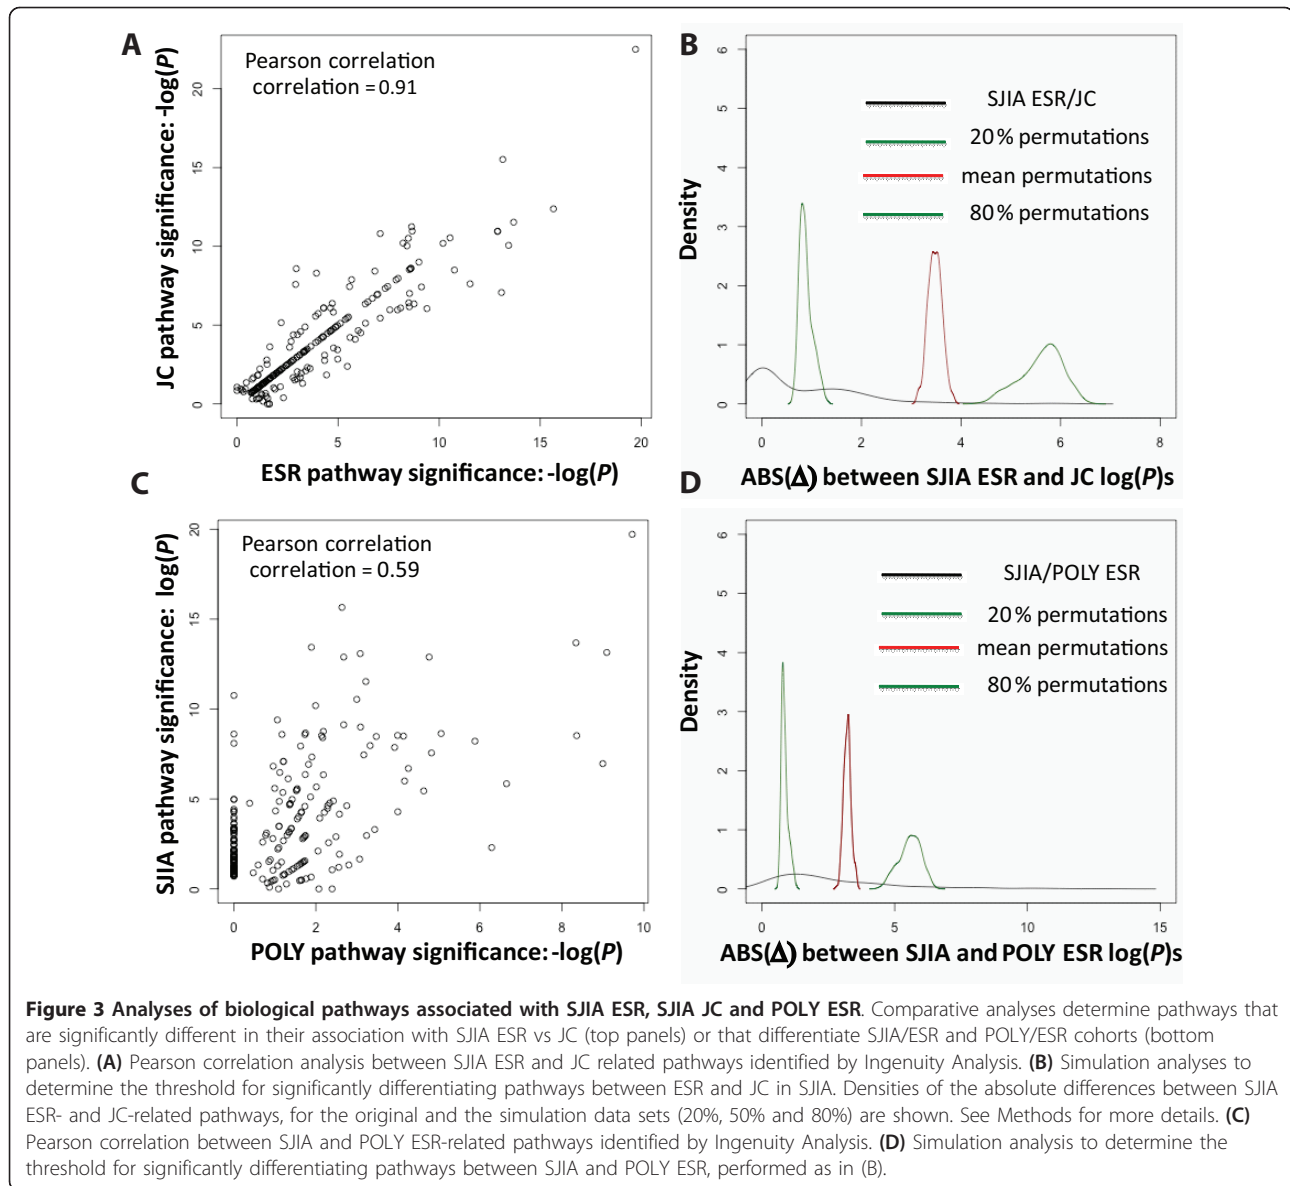 A
Pearson correlation
correlation = 0.91
JC pathway significance: -log(P)
0
5
10
15
20
0
5
10
15
20
ESR pathway significance: -log(P)
B
SJIA ESR/JC
20% permutations
mean permutations
80% permutations
Density
0
1
2
3
4
5
6
0
2
4
6
8
ABS(Δ) between SJIA ESR and JC log(P)s
C
Pearson correlation
correlation = 0.59
SJIA pathway significance: log(P)
0
5
10
15
20
0
2
4
6
8
10
POLY pathway significance: -log(P)
D
SJIA/POLY ESR
20% permutations
mean permutations
80% permutations
Density
0
1
2
3
4
5
6
0
5
10
15
ABS(Δ) between SJIA and POLY ESR log(P)s
Figure 3 Analyses of biological pathways associated with SJIA ESR, SJIA JC and POLY ESR. Comparative analyses determine pathways that
are significantly different in their association with SJIA ESR vs JC (top panels) or that differentiate SJIA/ESR and POLY/ESR cohorts (bottom
panels). (A) Pearson correlation analysis between SJIA ESR and JC related pathways identified by Ingenuity Analysis. (B) Simulation analyses to
determine the threshold for significantly differentiating pathways between ESR and JC in SJIA. Densities of the absolute differences between SJIA
ESR- and JC-related pathways, for the original and the simulation data sets (20%, 50% and 80%) are shown. See Methods for more details. (C)
Pearson correlation between SJIA and POLY ESR-related pathways identified by Ingenuity Analysis. (D) Simulation analysis to determine the
threshold for significantly differentiating pathways between SJIA and POLY ESR, performed as in (B).